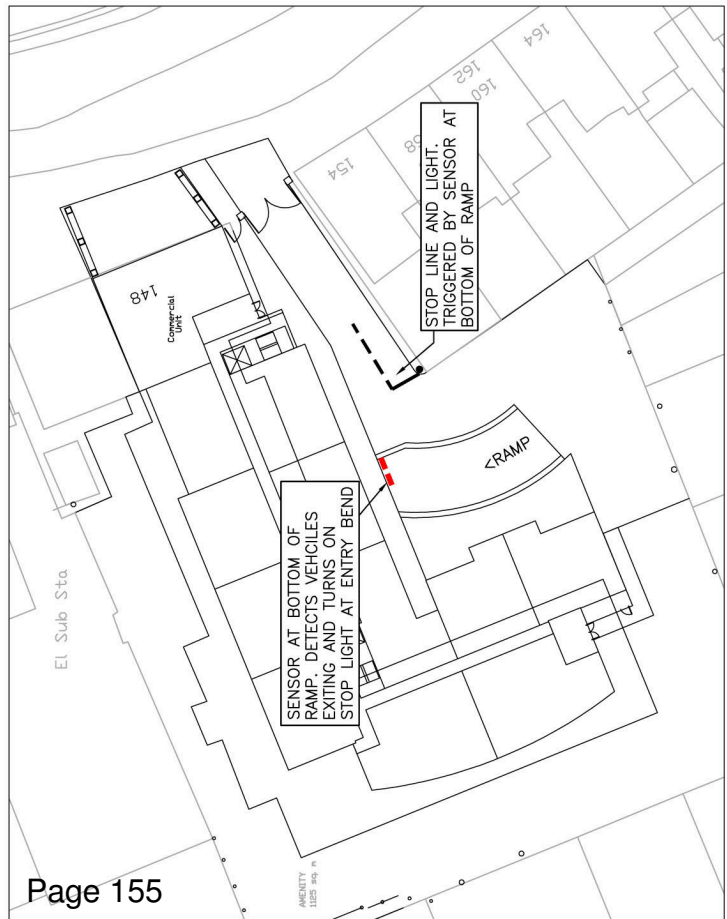 164
162
160
158
154
STOP LINE AND LIGHT.
TRIGGERED BY SENSOR AT
BOTTOM OF RAMP
148
Commercial
Unit
<RAMP
SENSOR AT BOTTOM OF
RAMP. DETECTS VEHCILES
EXITING AND TURNS ON
STOP LIGHT AT ENTRY BEND
El Sub Sta
AMENITY
1125 sq. m
Page 155